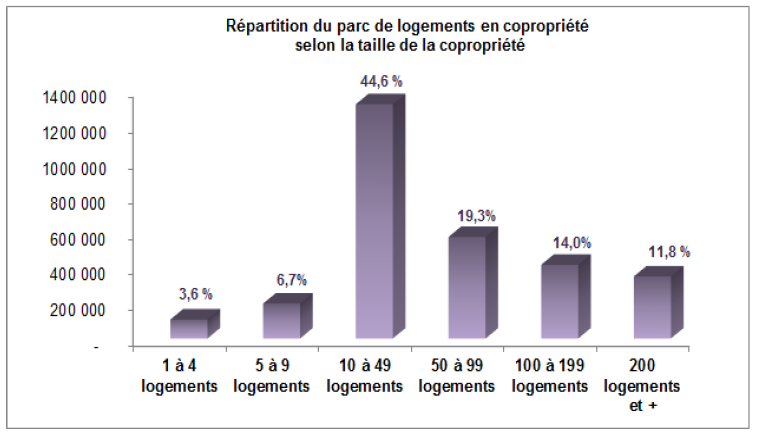 Répartition du parc de logements en copropriété
selon la taille de la copropriété
44,6 %
1400 000
1200 000
1000 000
800 000
19,3%
600 000
14,0%
11,8 %
400 000
6,7%
3,6 %
200 000
-
1 à 4
logements
5 à 9
logements
10 à 49
logements
50 à 99
logements
100 à 199
logements
200
logements
et +